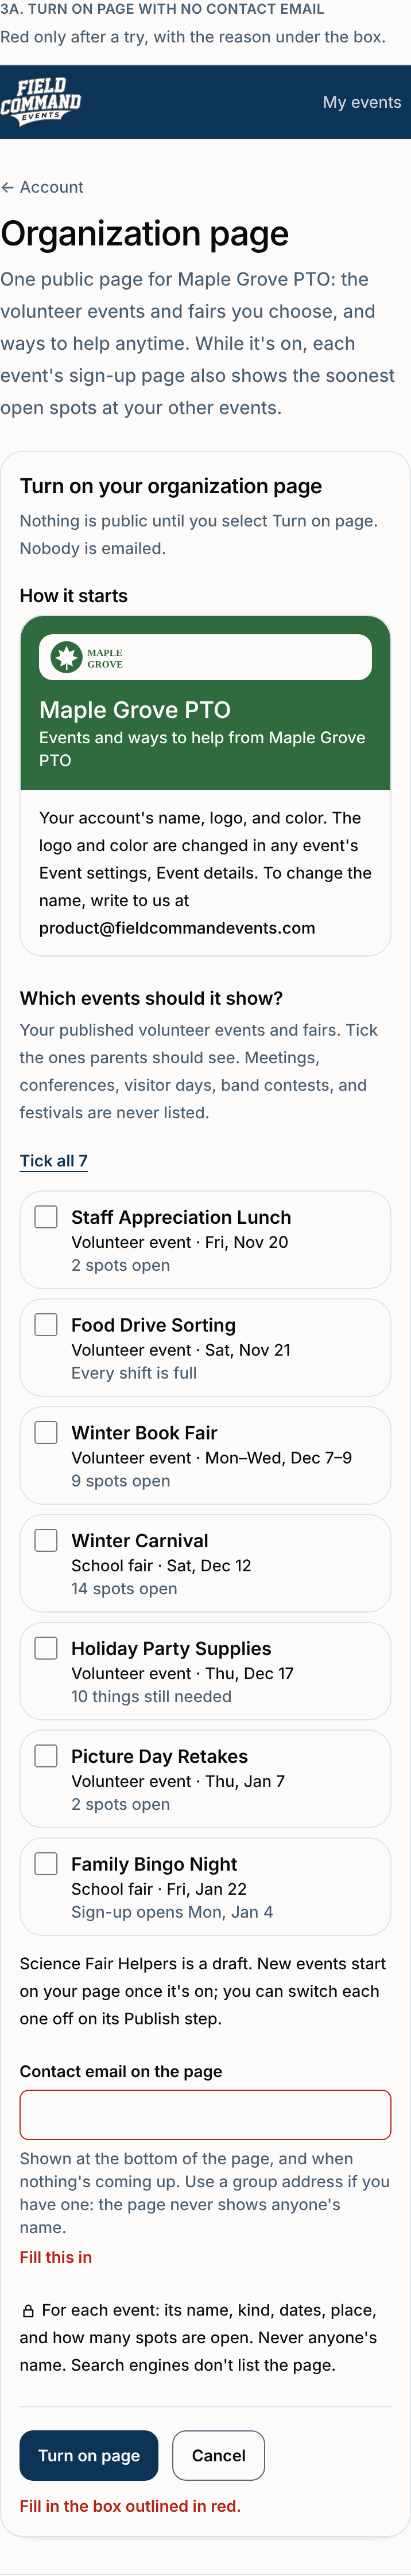 3A. TURN ON PAGE WITH NO CONTACT EMAIL
Red only after a try, with the reason under the box.
FIELD
COMMAND
EVENTS
My events
← Account
Organization page
One public page for Maple Grove PTO: the
volunteer events and fairs you choose, and
ways to help anytime. While it's on, each
event's sign-up page also shows the soonest
open spots at your other events.
Turn on your organization page
Nothing is public until you select Turn on page.
Nobody is emailed.
How it starts
MAPLE
GROVE
Maple Grove PTO
Events and ways to help from Maple Grove
PTO
Your account's name, logo, and color. The
logo and color are changed in any event's
Event settings, Event details. To change the
name, write to us at
product@fieldcommandevents.com
Which events should it show?
Your published volunteer events and fairs. Tick
the ones parents should see. Meetings,
conferences, visitor days, band contests, and
festivals are never listed.
Tick all 7
Staff Appreciation Lunch
Volunteer event · Fri, Nov 20
2 spots open
Food Drive Sorting
Volunteer event · Sat, Nov 21
Every shift is full
Winter Book Fair
Volunteer event · Mon–Wed, Dec 7–9
9 spots open
Winter Carnival
School fair · Sat, Dec 12
14 spots open
Holiday Party Supplies
Volunteer event · Thu, Dec 17
10 things still needed
Picture Day Retakes
Volunteer event · Thu, Jan 7
2 spots open
Family Bingo Night
School fair · Fri, Jan 22
Sign-up opens Mon, Jan 4
Science Fair Helpers is a draft. New events start
on your page once it's on; you can switch each
one off on its Publish step.
Contact email on the page
Shown at the bottom of the page, and when
nothing's coming up. Use a group address if you
have one: the page never shows anyone's
name.
Fill this in
For each event: its name, kind, dates, place,
and how many spots are open. Never anyone's
name. Search engines don't list the page.
Turn on page
Cancel
Fill in the box outlined in red.